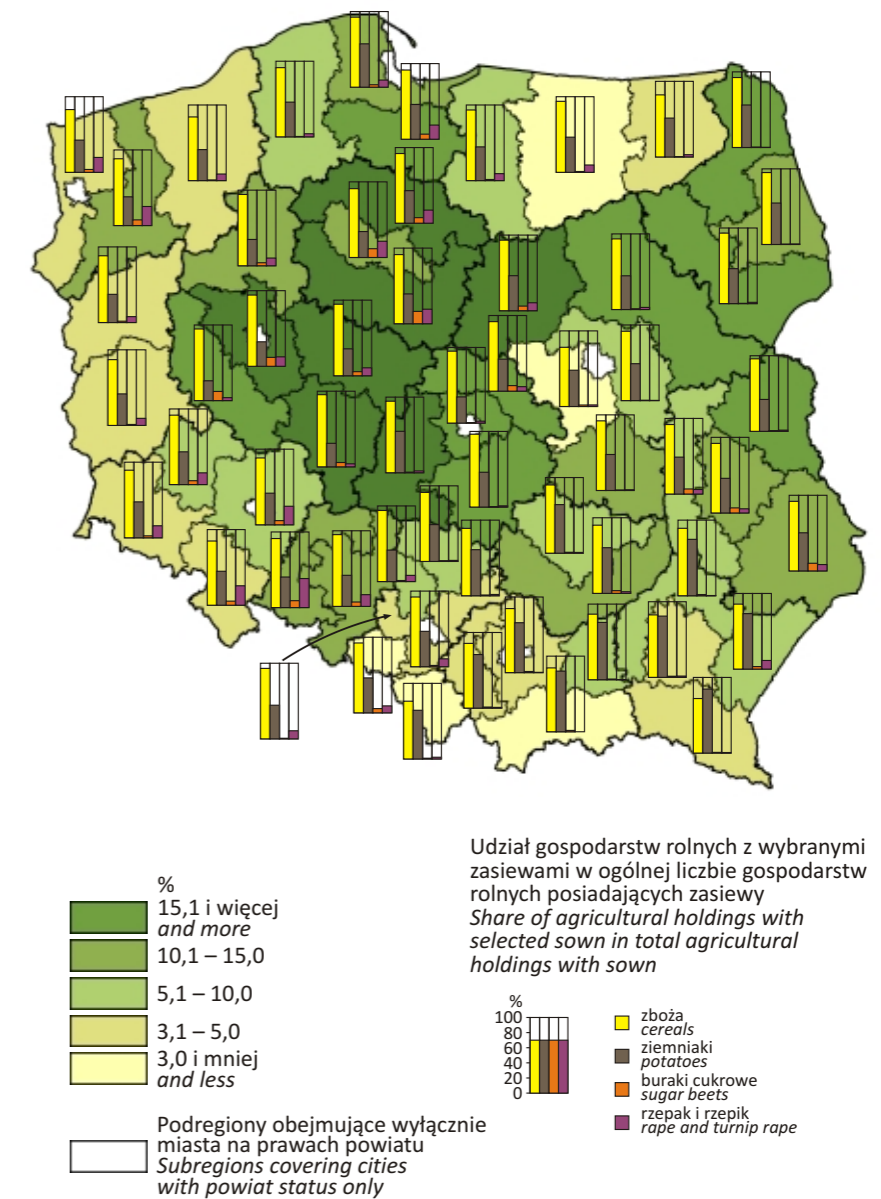 Udział gospodarstw rolnych z wybranymi
zasiewami w ogólnej liczbie gospodarstw
rolnych posiadających zasiewy
Share of agricultural holdings with
selected sown in total agricultural
holdings with sown
%
15,1 i więcej
and more
10,1 – 15,0
5,1 – 10,0
3,1 – 5,0
3,0 i mniej
and less
Podregiony obejmujące wyłącznie
miasta na prawach powiatu
Subregions covering cities
with powiat status only
%
100
80
60
40
20
0
zboża
cereals
ziemniaki
potatoes
buraki cukrowe
sugar beets
rzepak i rzepik
rape and turnip rape